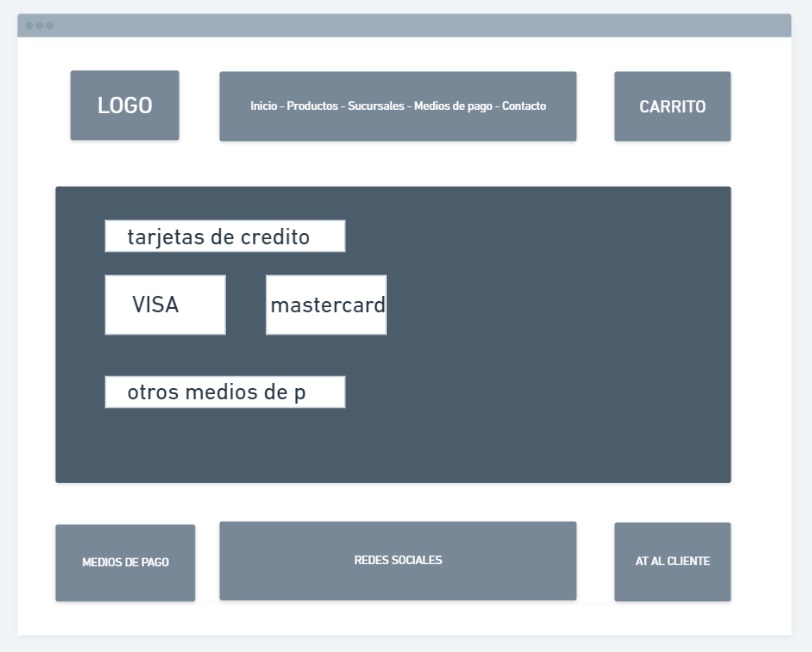 LOGO
Inicio - Productos - Sucursales - Medios de pago - Contacto
CARRITO
tarjetas de credito
VISA
mastercard
otros medios de p
MEDIOS DE PAGO
REDES SOCIALES
AT AL CLIENTE